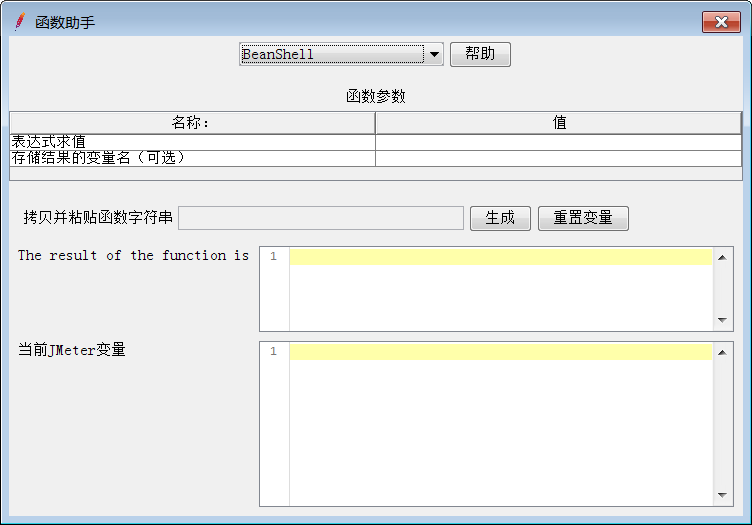 函数助手
BeanShell 帮助
函数参数
名称: 值
表达式求值
存储结果的变量名（可选）
拷贝并粘贴函数字符串 生成 重置变量
The result of the function is 1
当前JMeter变量 1